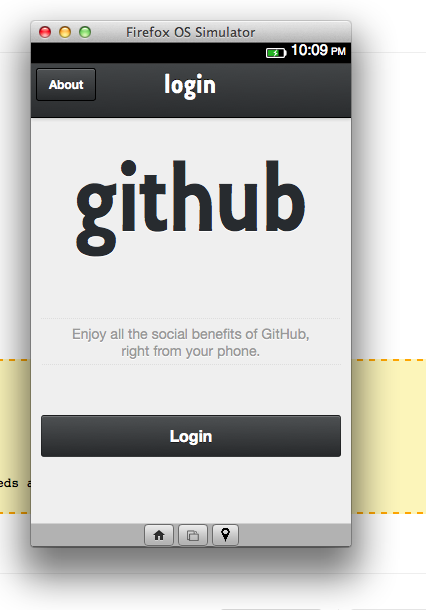 Firefox OS Simulator
10:09 PM
About
login
github
Enjoy all the social benefits of GitHub,
right from your phone.
Login
eds a